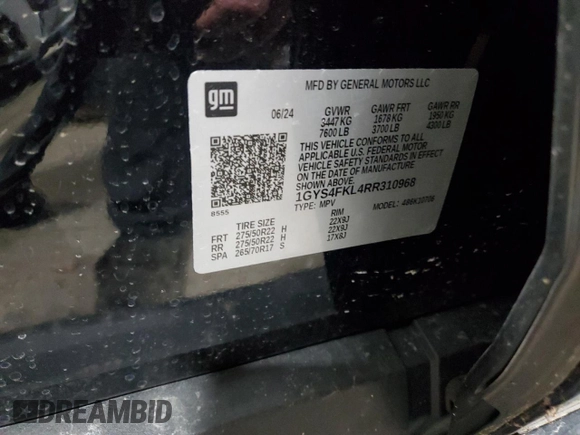 gm
MFD BY GENERAL MOTORS LLC
06/24 GVWR GAWR FRT GAWR RR
3447 KG 1678 KG 1950 KG
7600 LB 3700 LB 4300 LB
THIS VEHICLE CONFORMS TO ALL
APPLICABLE U.S. FEDERAL MOTOR
VEHICLE SAFETY STANDARDS IN EFFECT
ON THE DATE OF MANUFACTURE
SHOWN ABOVE.
1GYS4FKL4RR310968
TYPE: MPV MODEL: 4B6K10706
8555
TIRE SIZE RIM
FRT 275/50R22 H 22X9J
RR 275/50R22 H 22X9J
SPA 265/70R17 S 17X8J
DREAMBID